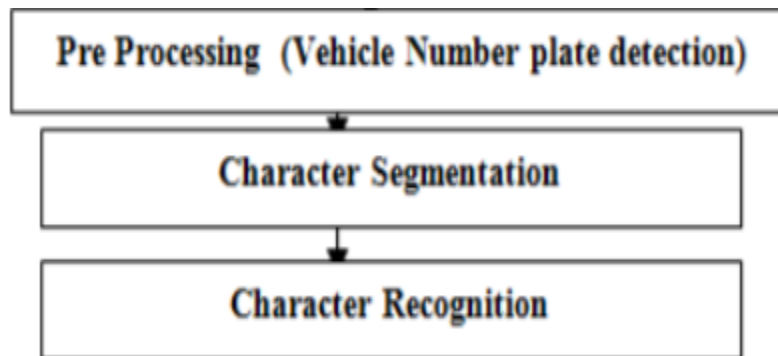 Pre Processing (Vehicle Number plate detection)
Character Segmentation
Character Recognition